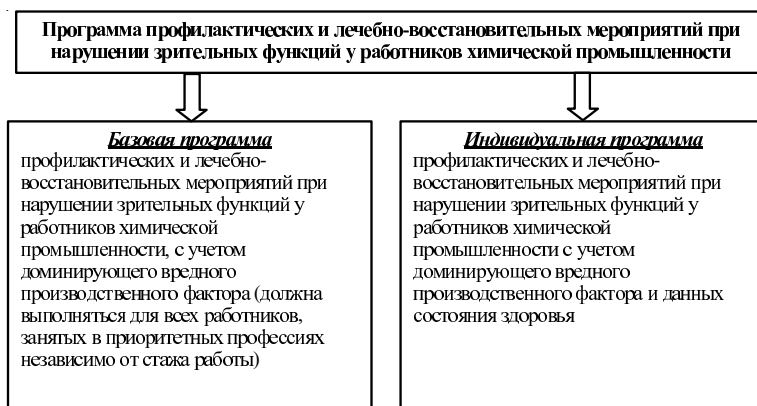 Программа профилактических и лечебно-восстановительных мероприятий при
нарушении зрительных функций у работников химической промышленности
Базовая программа
профилактических и лечебно-
восстановительных мероприятий при
нарушении зрительных функций у
работников химической
промышленности, с учетом
доминирующего вредного
производственного фактора (должна
выполняться для всех работников,
занятых в приоритетных профессиях
независимо от стажа работы)
Индивидуальная программа
профилактических и лечебно-
восстановительных мероприятий при
нарушении зрительных функций у
работников химической
промышленности с учетом
доминирующего вредного
производственного фактора и данных
состояния здоровья